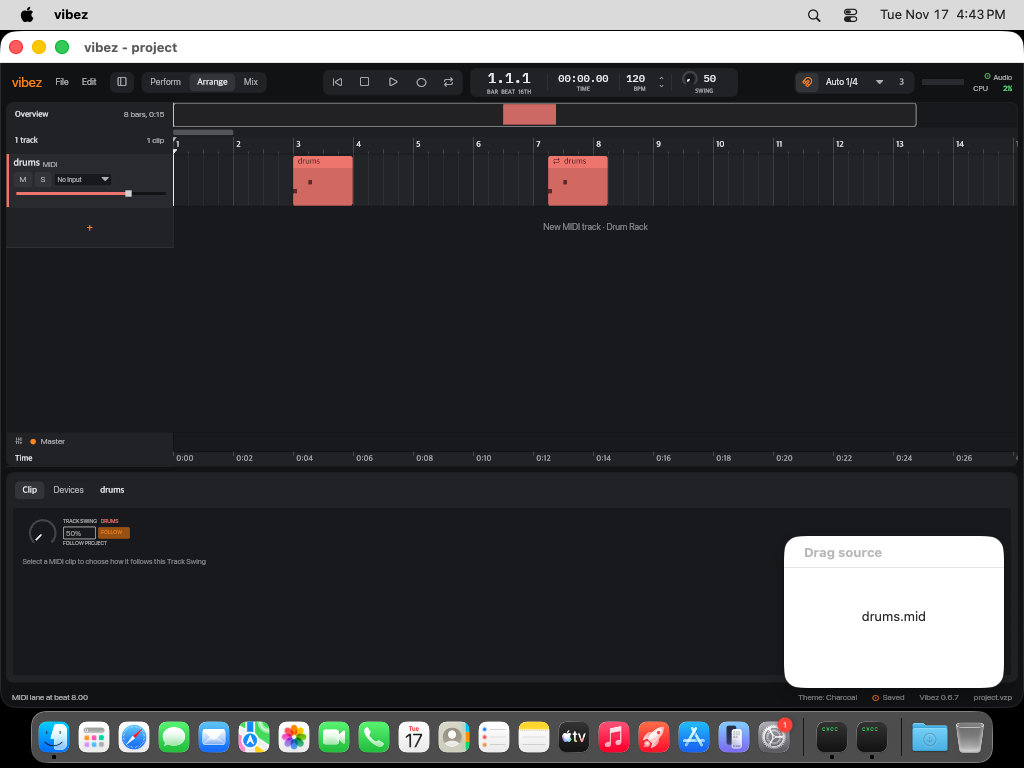 vibez
Tue Nov 17 4:43 PM
vibez - project
vibez File Edit Perform Arrange Mix
1.1.1 00:00.00 120 50
BAR BEAT 16TH TIME BPM SWING
Auto 1/4 3
Audio
CPU 2%
Overview 8 bars, 0:15
1 track 1 clip
1 2 3 4 5 6 7 8 9 10 11 12 13 14
drums MIDI
M S No Input
drums
drums
+
New MIDI track · Drum Rack
Master
Time
0:00 0:02 0:04 0:06 0:08 0:10 0:12 0:14 0:16 0:18 0:20 0:22 0:24 0:26
Clip Devices drums
TRACK SWING DRUMS
50% FOLLOW
FOLLOW PROJECT
Select a MIDI clip to choose how it follows this Track Swing
Drag source
drums.mid
MIDI lane at beat 8.00
Theme: Charcoal Saved Vibez 0.6.7 project.vzp
Tue
17
tv
1
exec
exec